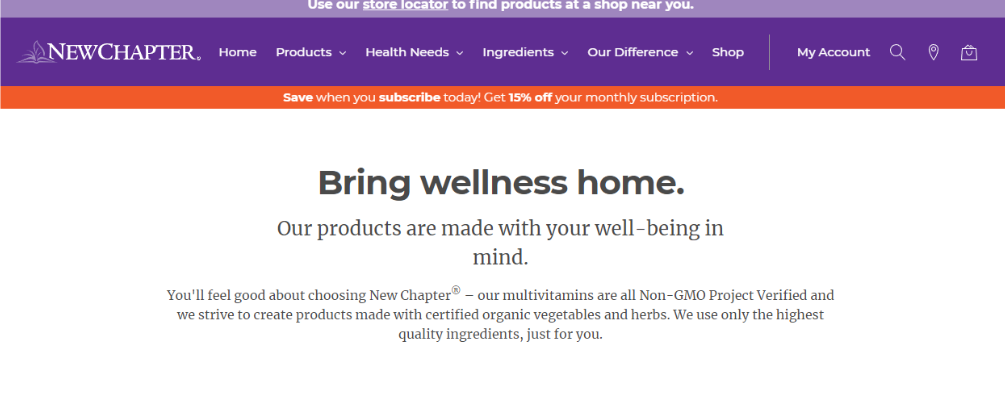 Use our store locator to find products at a shop near you.
NEWCHAPTER®
Home Products Health Needs Ingredients Our Difference Shop My Account
Save when you subscribe today! Get 15% off your monthly subscription.
Bring wellness home.
Our products are made with your well-being in
mind.
You'll feel good about choosing New Chapter® – our multivitamins are all Non-GMO Project Verified and
we strive to create products made with certified organic vegetables and herbs. We use only the highest
quality ingredients, just for you.